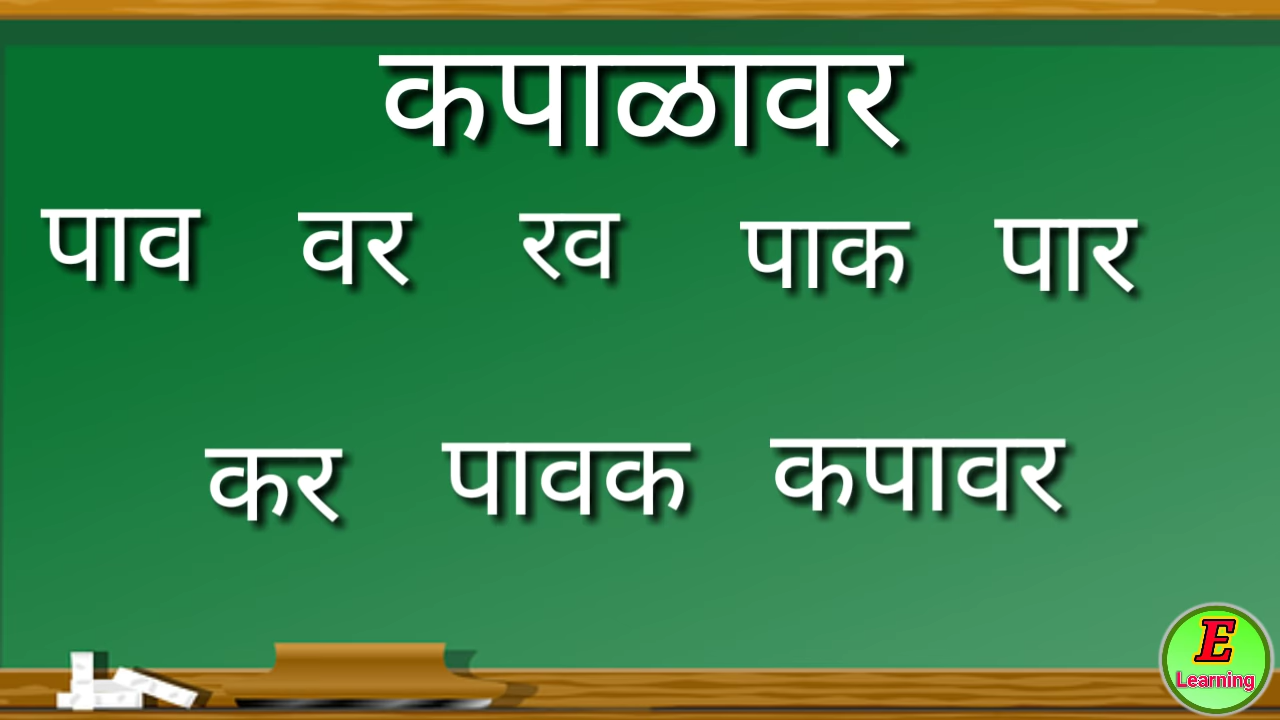 कपाळावर
पाव वर रव पाक पार
कर पावक कपावर
E
Learning